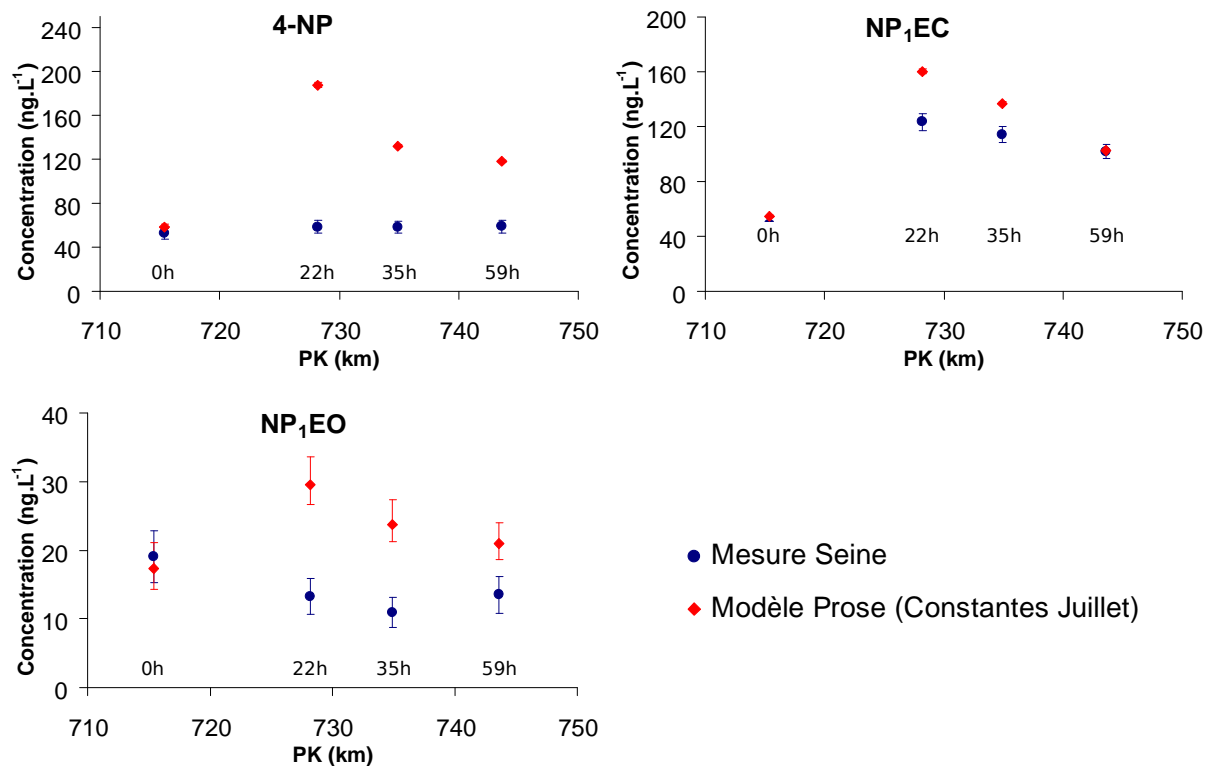 4-NP
Concentration (ng.L⁻¹)
240
200
160
120
80
40
0
0h 22h 35h 59h
710 720 730 740 750
PK (km)
NP₁EC
Concentration (ng.L⁻¹)
200
160
120
80
40
0
0h 22h 35h 59h
710 720 730 740 750
PK (km)
NP₁EO
Concentration (ng.L⁻¹)
40
30
20
10
0
0h 22h 35h 59h
710 720 730 740 750
PK (km)
Mesure Seine
Modèle Prose (Constantes Juillet)